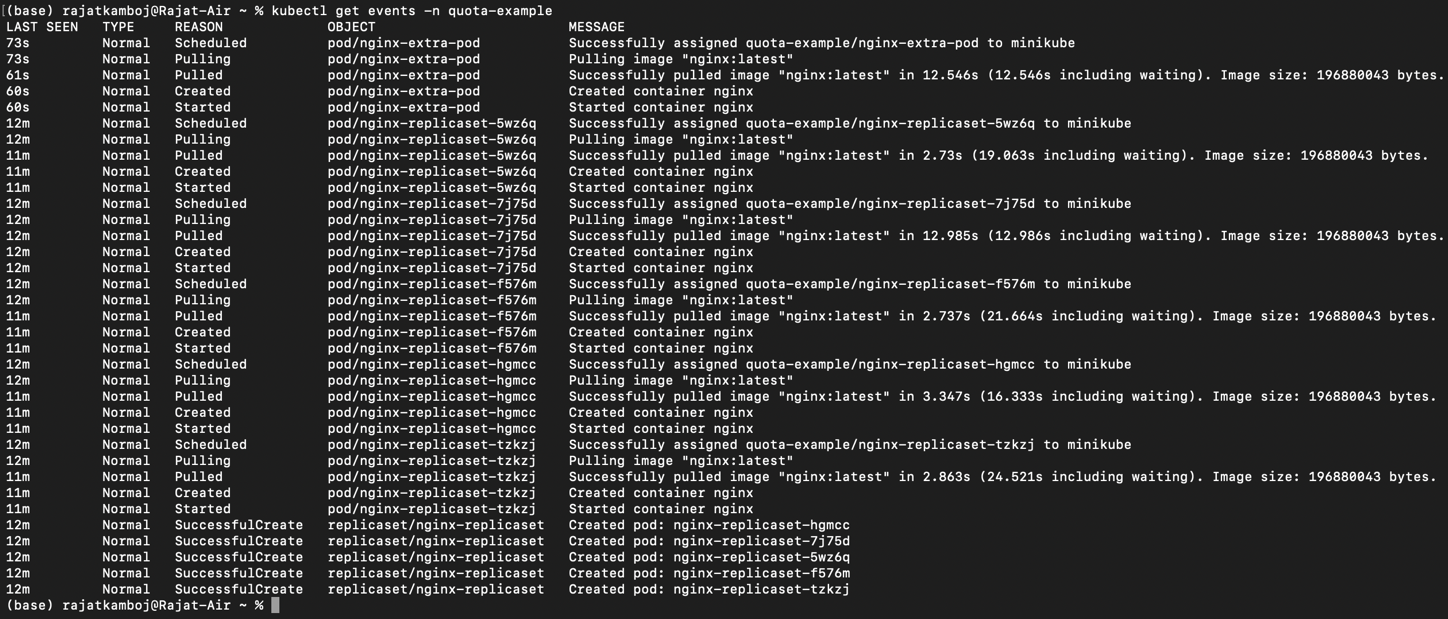 [(base) rajatkamboj@Rajat-Air ~ % kubectl get events -n quota-example
LAST SEEN   TYPE     REASON             OBJECT                        MESSAGE
73s         Normal   Scheduled          pod/nginx-extra-pod           Successfully assigned quota-example/nginx-extra-pod to minikube
73s         Normal   Pulling            pod/nginx-extra-pod           Pulling image "nginx:latest"
61s         Normal   Pulled             pod/nginx-extra-pod           Successfully pulled image "nginx:latest" in 12.546s (12.546s including waiting). Image size: 196880043 bytes.
60s         Normal   Created            pod/nginx-extra-pod           Created container nginx
60s         Normal   Started            pod/nginx-extra-pod           Started container nginx
12m         Normal   Scheduled          pod/nginx-replicaset-5wz6q    Successfully assigned quota-example/nginx-replicaset-5wz6q to minikube
12m         Normal   Pulling            pod/nginx-replicaset-5wz6q    Pulling image "nginx:latest"
11m         Normal   Pulled             pod/nginx-replicaset-5wz6q    Successfully pulled image "nginx:latest" in 2.73s (19.063s including waiting). Image size: 196880043 bytes.
11m         Normal   Created            pod/nginx-replicaset-5wz6q    Created container nginx
11m         Normal   Started            pod/nginx-replicaset-5wz6q    Started container nginx
12m         Normal   Scheduled          pod/nginx-replicaset-7j75d    Successfully assigned quota-example/nginx-replicaset-7j75d to minikube
12m         Normal   Pulling            pod/nginx-replicaset-7j75d    Pulling image "nginx:latest"
12m         Normal   Pulled             pod/nginx-replicaset-7j75d    Successfully pulled image "nginx:latest" in 12.985s (12.986s including waiting). Image size: 196880043 bytes.
12m         Normal   Created            pod/nginx-replicaset-7j75d    Created container nginx
12m         Normal   Started            pod/nginx-replicaset-7j75d    Started container nginx
12m         Normal   Scheduled          pod/nginx-replicaset-f576m    Successfully assigned quota-example/nginx-replicaset-f576m to minikube
12m         Normal   Pulling            pod/nginx-replicaset-f576m    Pulling image "nginx:latest"
11m         Normal   Pulled             pod/nginx-replicaset-f576m    Successfully pulled image "nginx:latest" in 2.737s (21.664s including waiting). Image size: 196880043 bytes.
11m         Normal   Created            pod/nginx-replicaset-f576m    Created container nginx
11m         Normal   Started            pod/nginx-replicaset-f576m    Started container nginx
12m         Normal   Scheduled          pod/nginx-replicaset-hgmcc    Successfully assigned quota-example/nginx-replicaset-hgmcc to minikube
12m         Normal   Pulling            pod/nginx-replicaset-hgmcc    Pulling image "nginx:latest"
11m         Normal   Pulled             pod/nginx-replicaset-hgmcc    Successfully pulled image "nginx:latest" in 3.347s (16.333s including waiting). Image size: 196880043 bytes.
11m         Normal   Created            pod/nginx-replicaset-hgmcc    Created container nginx
11m         Normal   Started            pod/nginx-replicaset-hgmcc    Started container nginx
12m         Normal   Scheduled          pod/nginx-replicaset-tzkzj    Successfully assigned quota-example/nginx-replicaset-tzkzj to minikube
12m         Normal   Pulling            pod/nginx-replicaset-tzkzj    Pulling image "nginx:latest"
11m         Normal   Pulled             pod/nginx-replicaset-tzkzj    Successfully pulled image "nginx:latest" in 2.863s (24.521s including waiting). Image size: 196880043 bytes.
11m         Normal   Created            pod/nginx-replicaset-tzkzj    Created container nginx
11m         Normal   Started            pod/nginx-replicaset-tzkzj    Started container nginx
12m         Normal   SuccessfulCreate   replicaset/nginx-replicaset   Created pod: nginx-replicaset-hgmcc
12m         Normal   SuccessfulCreate   replicaset/nginx-replicaset   Created pod: nginx-replicaset-7j75d
12m         Normal   SuccessfulCreate   replicaset/nginx-replicaset   Created pod: nginx-replicaset-5wz6q
12m         Normal   SuccessfulCreate   replicaset/nginx-replicaset   Created pod: nginx-replicaset-f576m
12m         Normal   SuccessfulCreate   replicaset/nginx-replicaset   Created pod: nginx-replicaset-tzkzj
(base) rajatkamboj@Rajat-Air ~ %